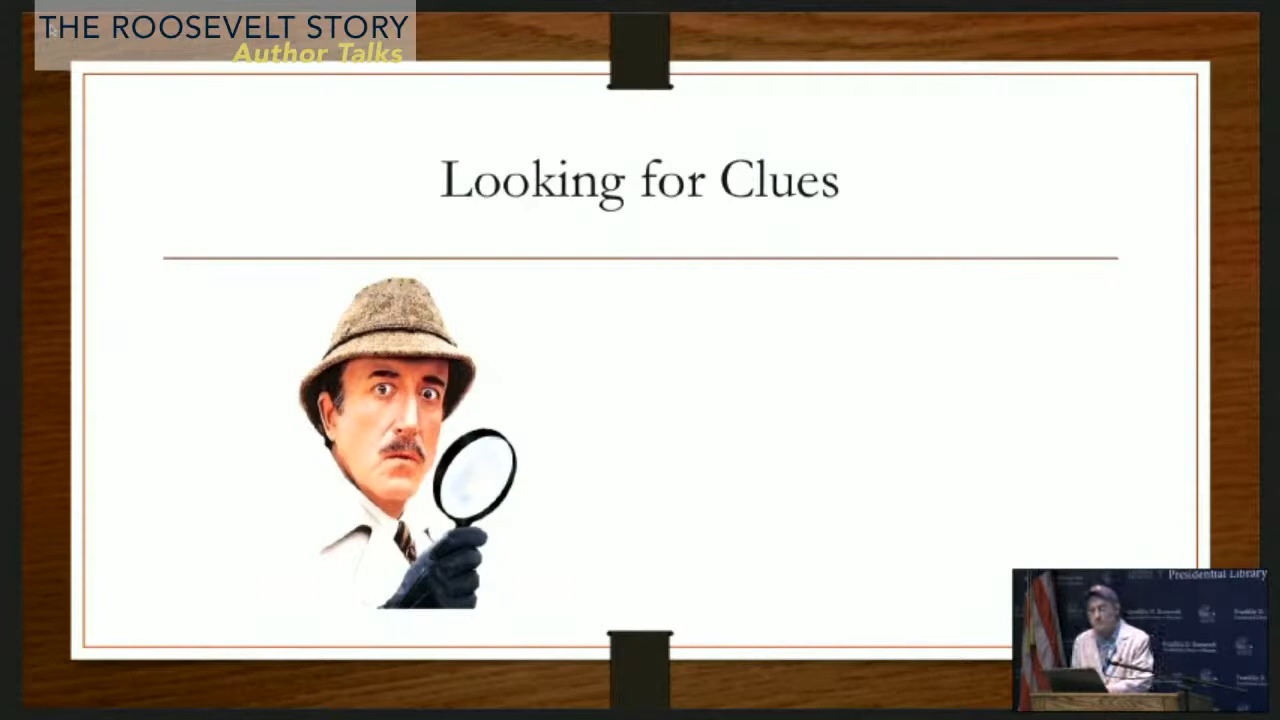 THE ROOSEVELT STORY
Author Talks
Looking for Clues
Presidential Library